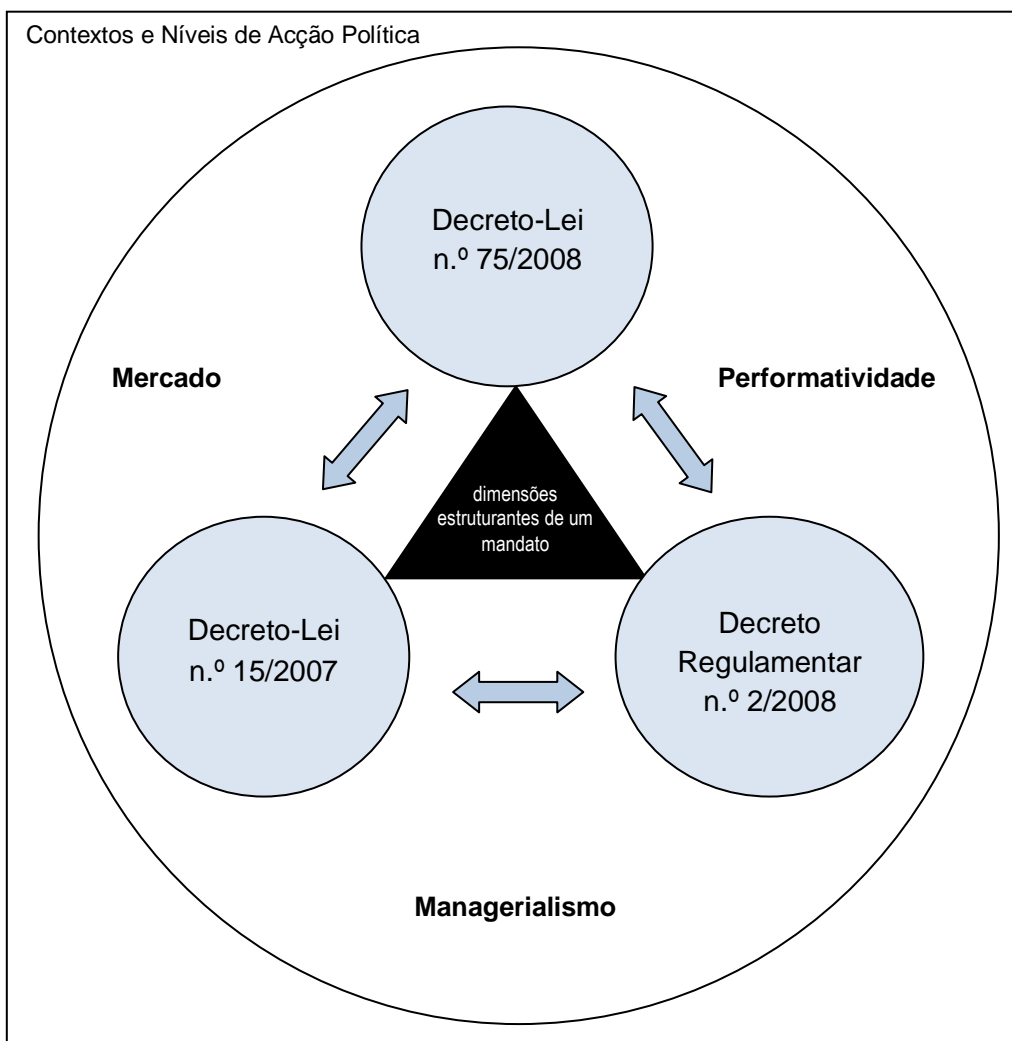 Contextos e Níveis de Acção Política
Decreto-Lei
n.º 75/2008
Mercado
Performatividade
dimensões
estruturantes de um
mandato
Decreto-Lei
n.º 15/2007
Decreto
Regulamentar
n.º 2/2008
Managerialismo